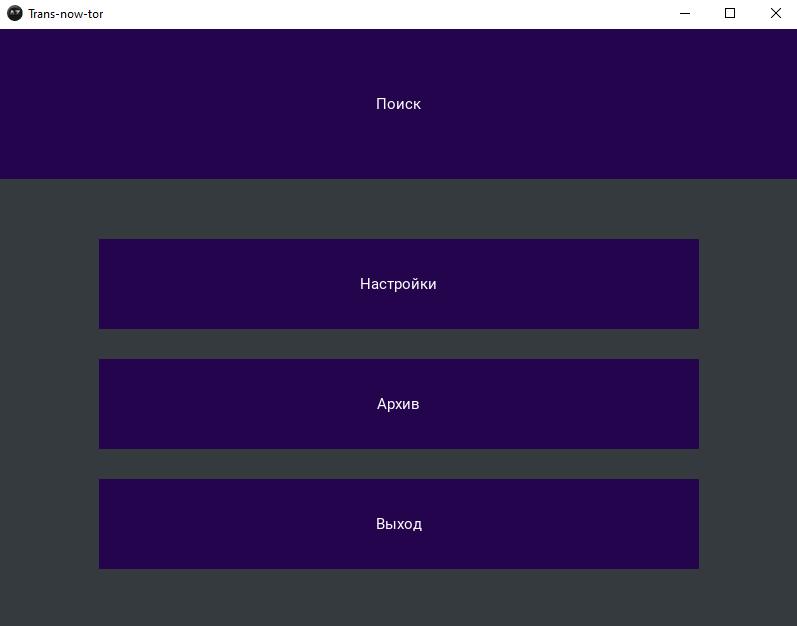 Trans-now-tor
Поиск
Настройки
Архив
Выход